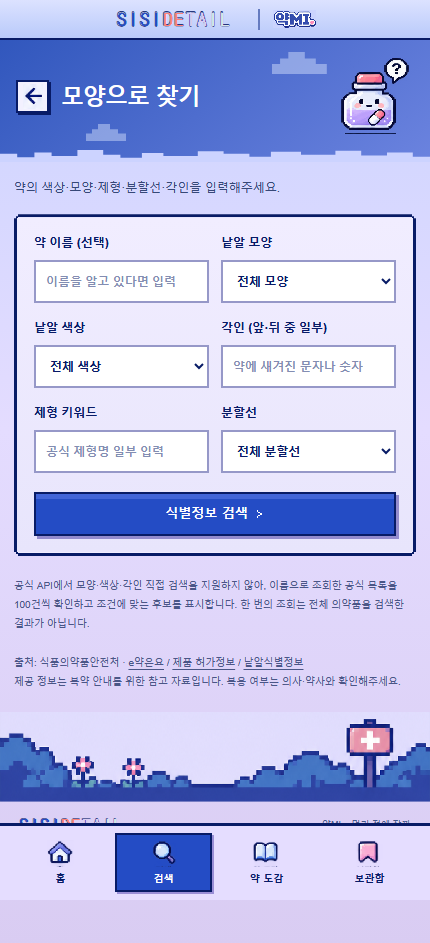 SISIDETAIL | 약MI
모양으로 찾기
?
약의 색상·모양·제형·분할선·각인을 입력해주세요.
약 이름 (선택)
낱알 모양
이름을 알고 있다면 입력
전체 모양
낱알 색상
각인 (앞·뒤 중 일부)
전체 색상
약에 새겨진 문자나 숫자
제형 키워드
분할선
공식 제형명 일부 입력
전체 분할선
식별정보 검색 >
공식 API에서 모양·색상·각인 직접 검색을 지원하지 않아, 이름으로 조회한 공식 목록을
100건씩 확인하고 조건에 맞는 후보를 표시합니다. 한 번의 조회는 전체 의약품을 검색한
결과가 아닙니다.
출처: 식품의약품안전처 · e약은요 / 제품 허가정보 / 낱알식별정보
제공 정보는 복약 안내를 위한 참고 자료입니다. 복용 여부는 의사·약사와 확인해주세요.
SISIDETAIL
홈
검색
약 도감
보관함